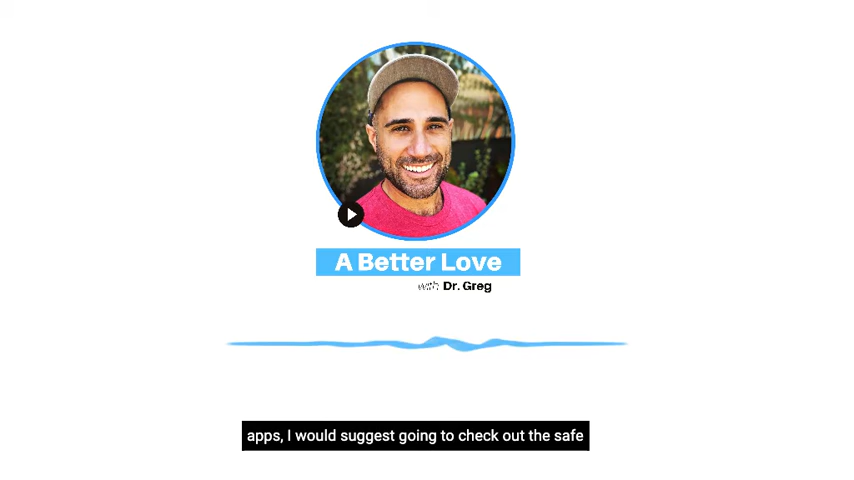 A Better Love
with Dr. Greg
apps, I would suggest going to check out the safe